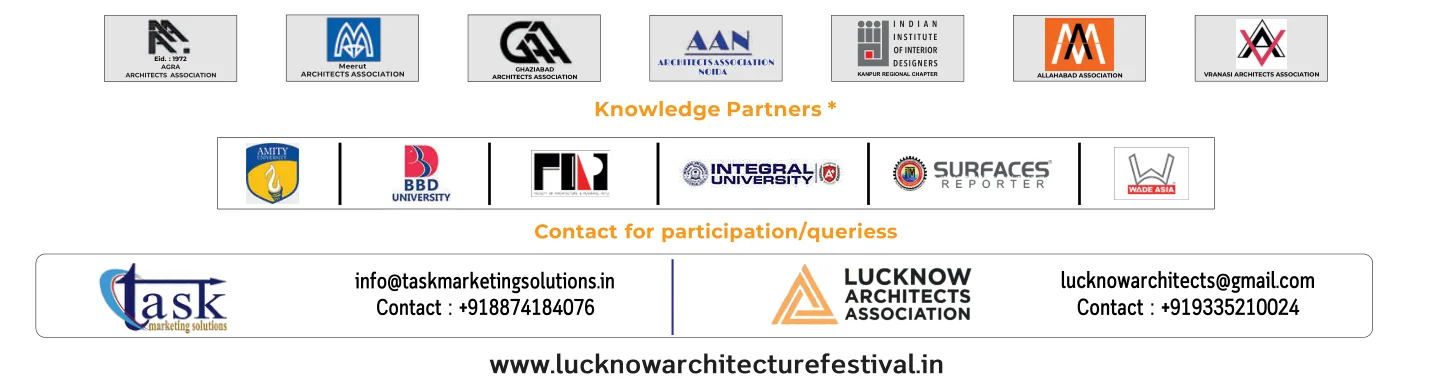 Eid. : 1972
AGRA
ARCHITECTS ASSOCIATION
Meerut
ARCHITECTS ASSOCIATION
GHAZIABAD
ARCHITECTS ASSOCIATION
AAN
ARCHITECTS ASSOCIATION
NOIDA
INDIAN
INSTITUTE
OF INTERIOR
DESIGNERS
KANPUR REGIONAL CHAPTER
ALLAHABAD ASSOCIATION
VRANASI ARCHITECTS ASSOCIATION
Knowledge Partners *
AMITY
UNIVERSITY
BBD
UNIVERSITY
INTEGRAL
UNIVERSITY
A+
SURFACES
REPORTER
WADE ASIA
Contact for participation/queriess
task
marketing solutions
info@taskmarketingsolutions.in
Contact : +918874184076
LUCKNOW
ARCHITECTS
ASSOCIATION
lucknowarchitects@gmail.com
Contact : +919335210024
www.lucknowarchitecturefestival.in